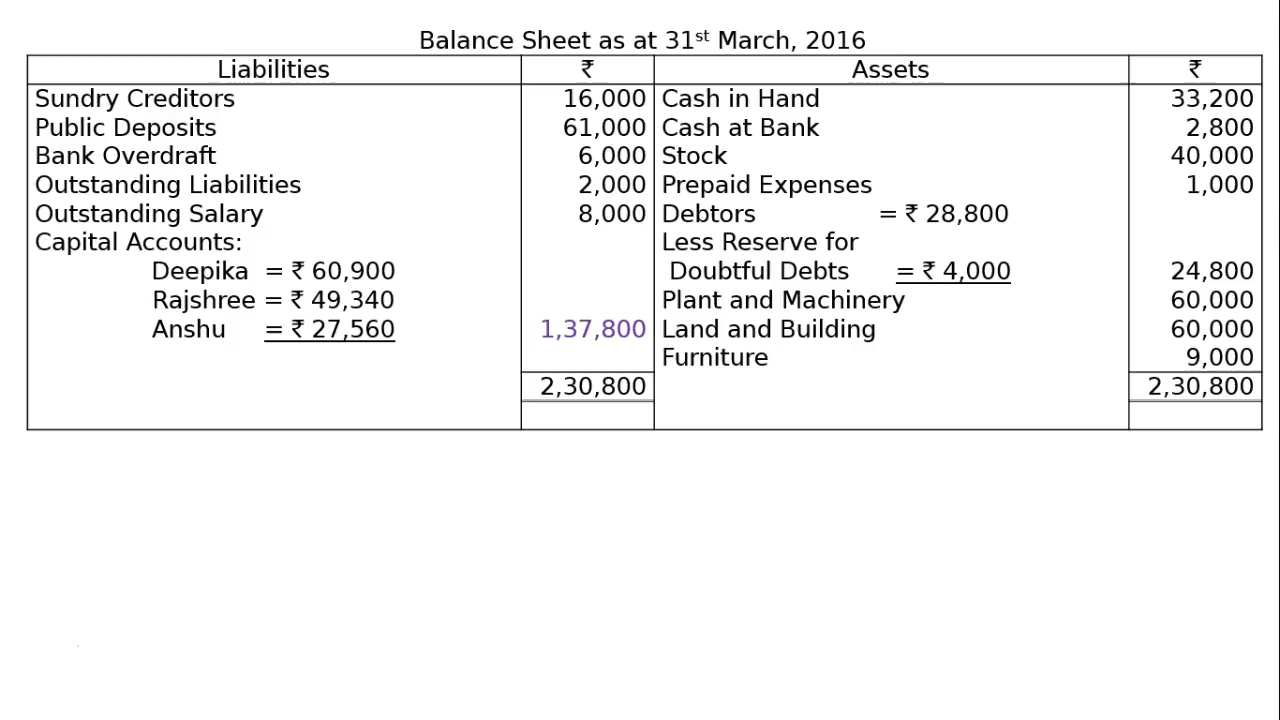 Balance Sheet as at 31st March, 2016
Liabilities ₹ Assets ₹
Sundry Creditors 16,000 Cash in Hand 33,200
Public Deposits 61,000 Cash at Bank 2,800
Bank Overdraft 6,000 Stock 40,000
Outstanding Liabilities 2,000 Prepaid Expenses 1,000
Outstanding Salary 8,000 Debtors = ₹ 28,800
Capital Accounts: Less Reserve for
Deepika = ₹ 60,900 Doubtful Debts = ₹ 4,000 24,800
Rajshree = ₹ 49,340 Plant and Machinery 60,000
Anshu = ₹ 27,560 1,37,800 Land and Building 60,000
Furniture 9,000
2,30,800 2,30,800